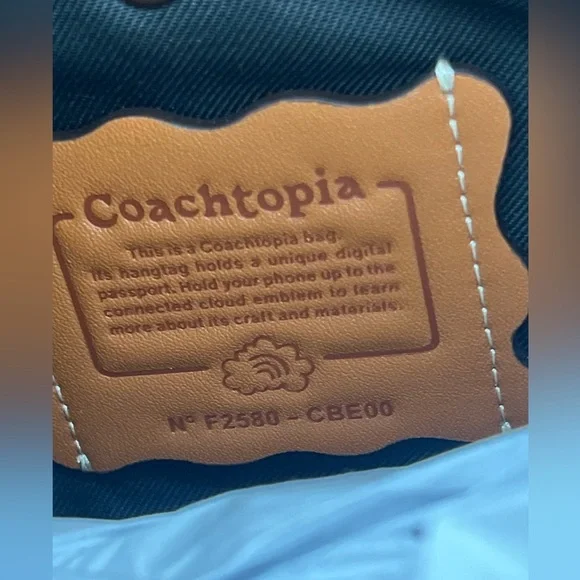 Coachtopia
This is a Coachtopia bag.
Its hangtag holds a unique digital
passport. Hold your phone up to the
connected cloud emblem to learn
more about its craft and materials.
Nº F2580 - CBE00